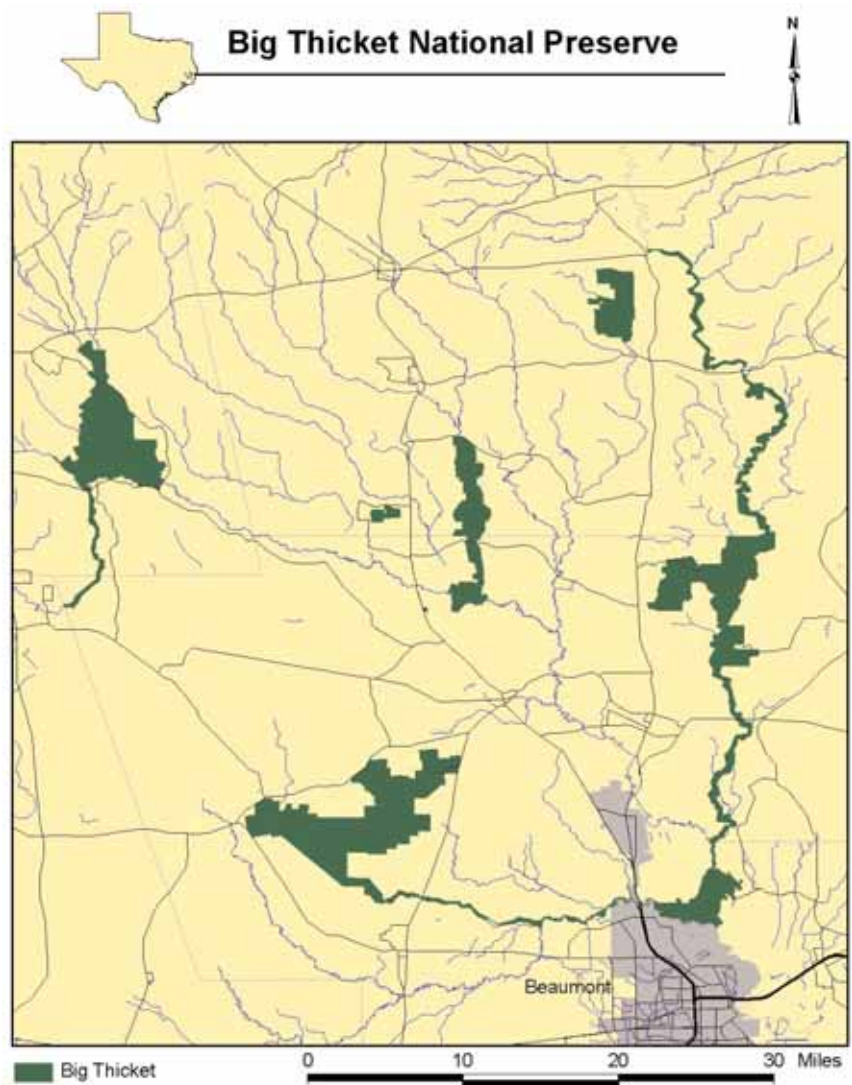 Big Thicket National Preserve
N
Beaumont
Big Thicket
0 10 20 30 Miles